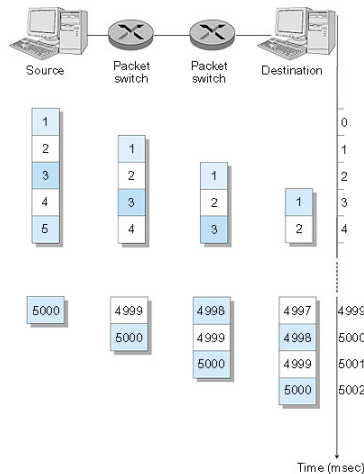 Source Packet switch Packet switch Destination
1 0
2 1 1
3 2 1 2
4 3 2 1 3
5 4 3 2 4
5000 4999 4998 4997 4999
5000 4999 4998 5000
5000 4999 5001
5000 5002
Time (msec)